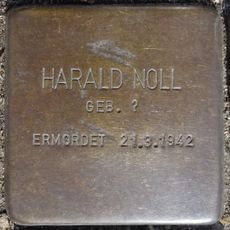 HARALD NOLL
GEB. ?
ERMORDET 21.3.1942